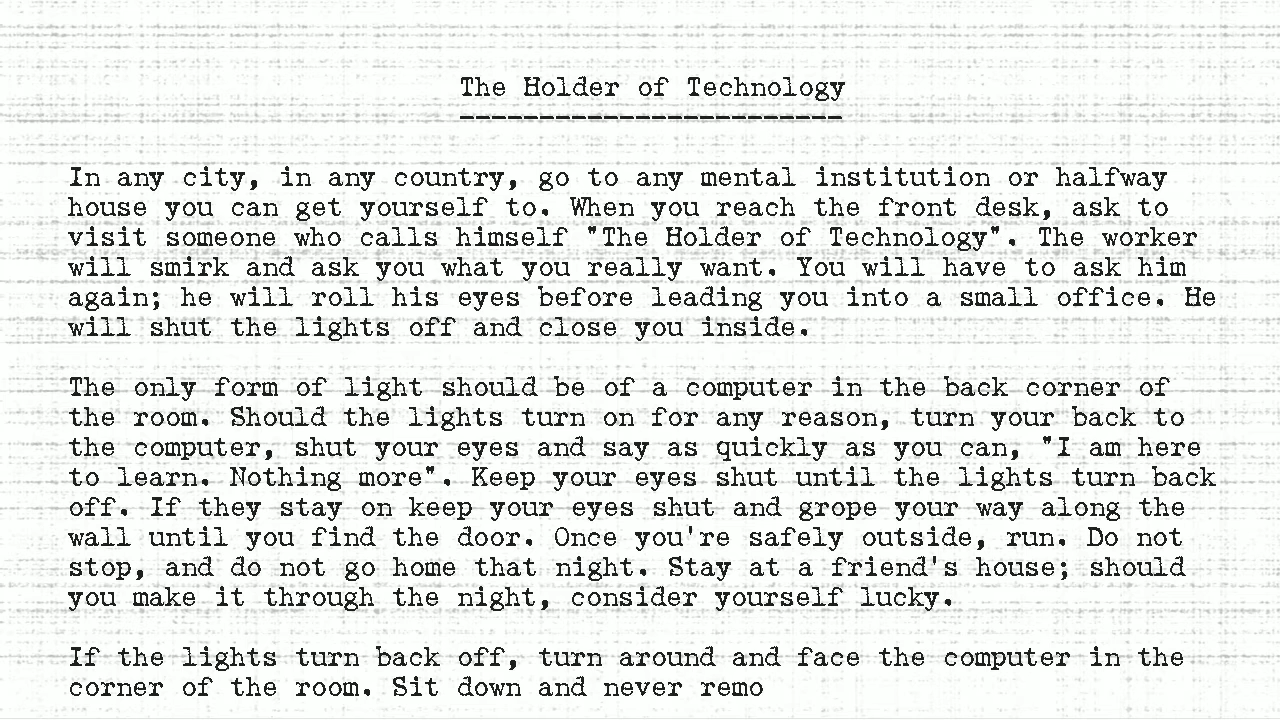 The Holder of Technology
In any city, in any country, go to any mental institution or halfway
house you can get yourself to. When you reach the front desk, ask to
visit someone who calls himself "The Holder of Technology". The worker
will smirk and ask you what you really want. You will have to ask him
again; he will roll his eyes before leading you into a small office. He
will shut the lights off and close you inside.
The only form of light should be of a computer in the back corner of
the room. Should the lights turn on for any reason, turn your back to
the computer, shut your eyes and say as quickly as you can, "I am here
to learn. Nothing more". Keep your eyes shut until the lights turn back
off. If they stay on keep your eyes shut and grope your way along the
wall until you find the door. Once you're safely outside, run. Do not
stop, and do not go home that night. Stay at a friend's house; should
you make it through the night, consider yourself lucky.
If the lights turn back off, turn around and face the computer in the
corner of the room. Sit down and never remo